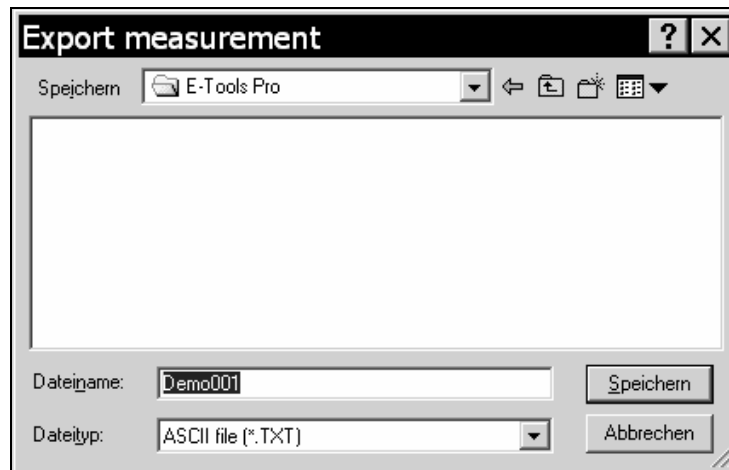 Export measurement
Speichern E-Tools Pro
Dateiname: Demo001 Speichern
Dateityp: ASCII file (*.TXT) Abbrechen